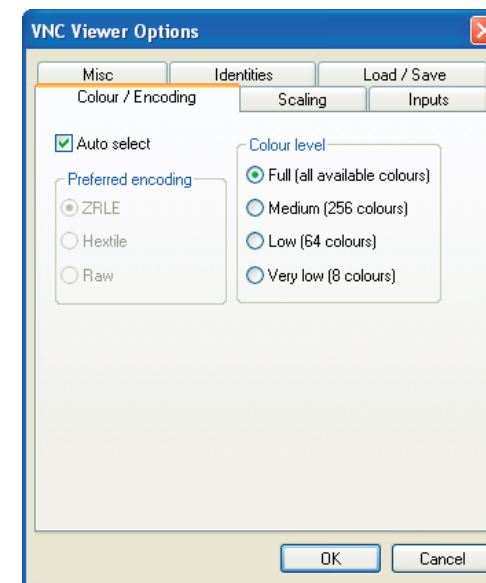 VNC Viewer Options
Misc
Identities
Load / Save
Colour / Encoding
Scaling
Inputs
Auto select
Preferred encoding
ZRLE
Hextile
Raw
Colour level
Full (all available colours)
Medium (256 colours)
Low (64 colours)
Very low (8 colours)
OK
Cancel